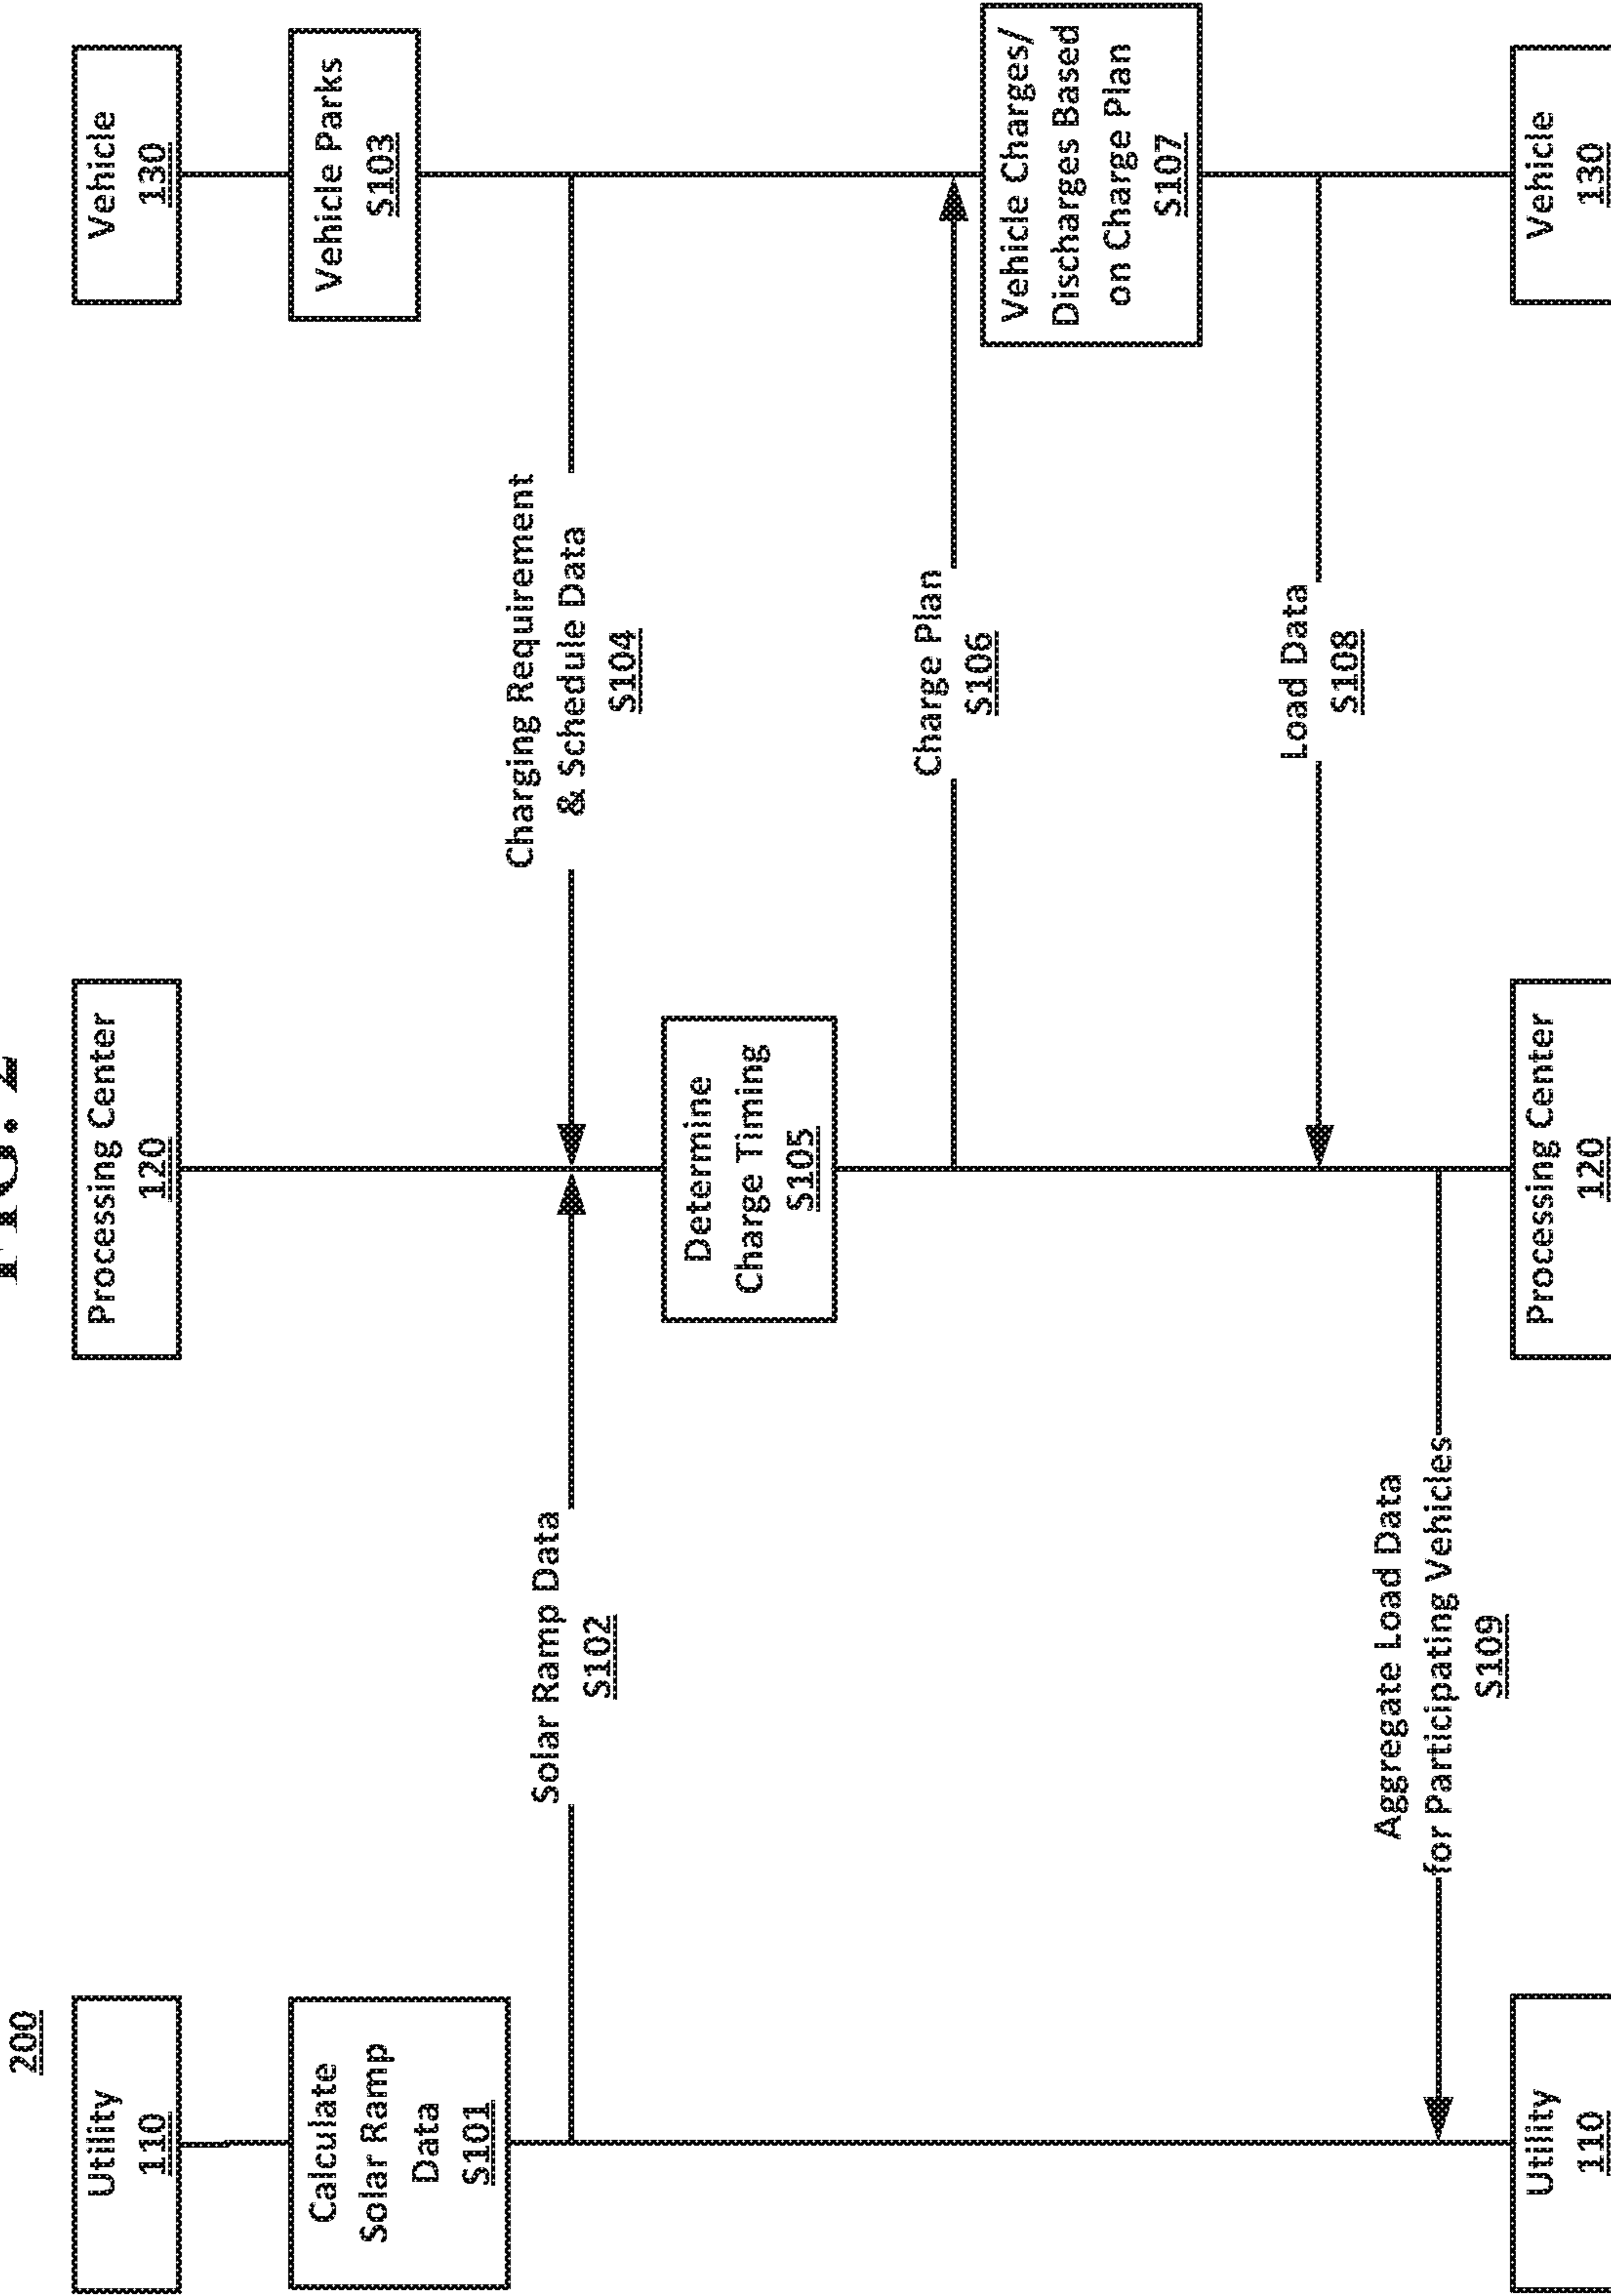 FIG. 2
200
Utility
110
Processing Center
120
Vehicle
130
Calculate
Solar Ramp
Data
S101
Vehicle Parks
S103
Solar Ramp Data
S102
Charging Requirement
& Schedule Data
S104
Determine
Charge Timing
S105
Charge Plan
S106
Vehicle Charges/
Discharges Based
on Charge Plan
S107
Load Data
S108
Aggregate Load Data
for Participating Vehicles
S109
Utility
110
Processing Center
120
Vehicle
130